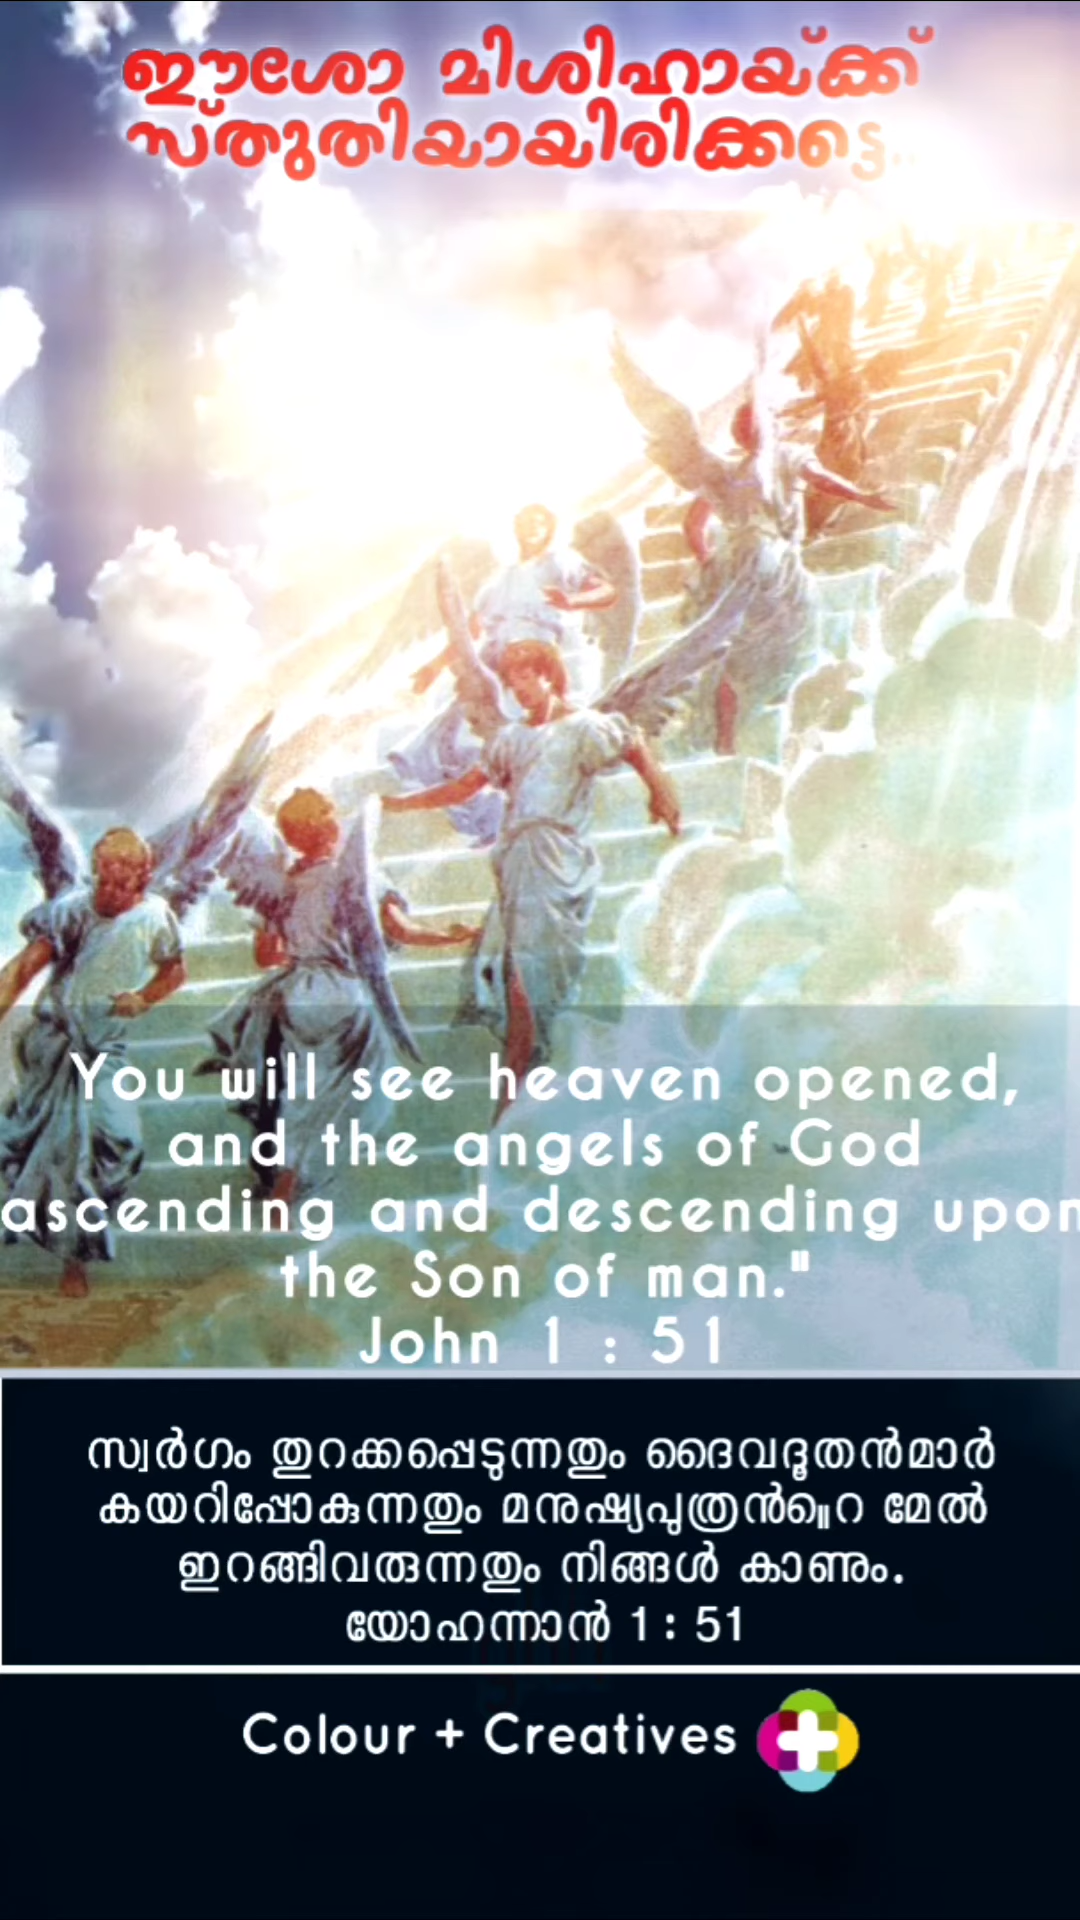 ഈശോ മിശിഹായ്ക്ക്
സ്തുതിയായിരിക്കട്ടെ..
You will see heaven opened,
and the angels of God
ascending and descending upon
the Son of man."
John 1 : 51
സ്വർഗം തുറക്കപ്പെടുന്നതും ദൈവദൂതൻമാർ
കയറിപ്പോകുന്നതും മനുഷ്യപുത്രൻെറ മേൽ
ഇറങ്ങിവരുന്നതും നിങ്ങൾ കാണും.
യോഹന്നാൻ 1 : 51
Colour + Creatives